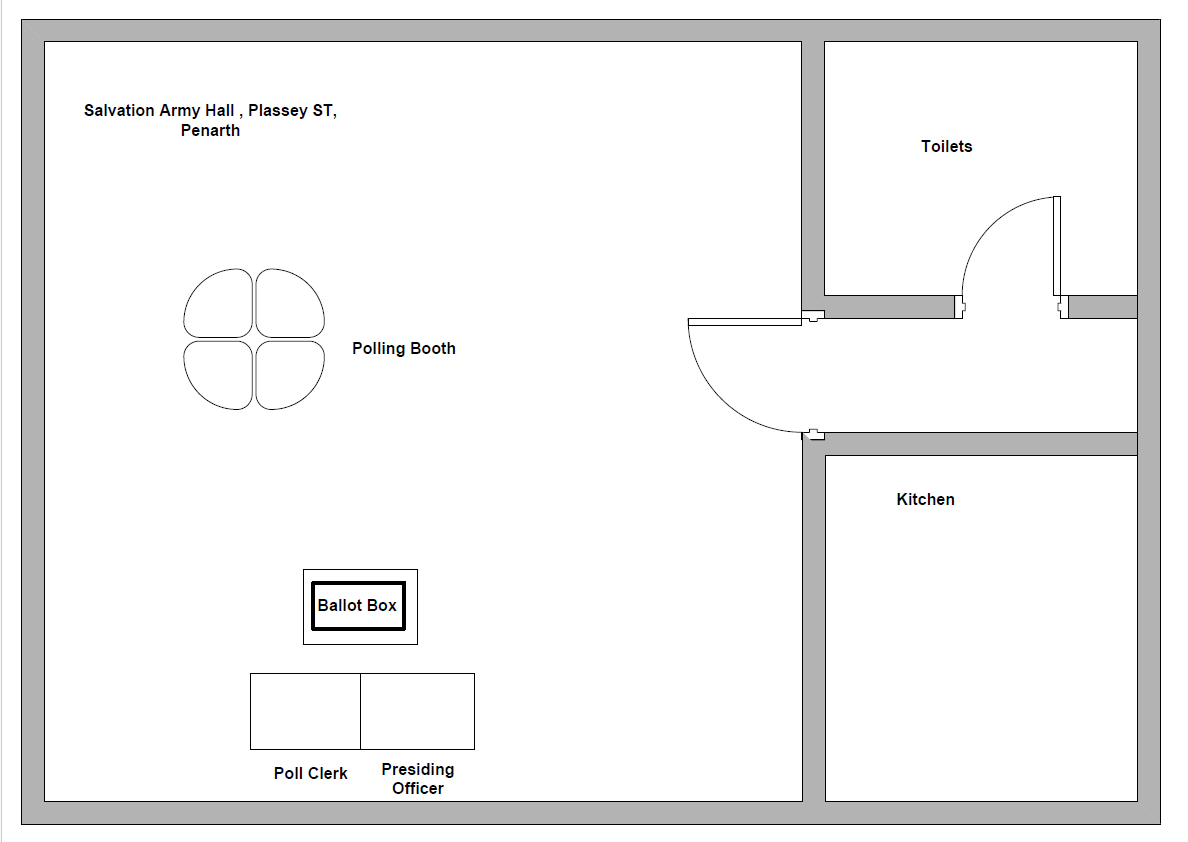 Salvation Army Hall , Plassey ST,
Penarth
Toilets
Polling Booth
Kitchen
Ballot Box
Poll Clerk
Presiding
Officer